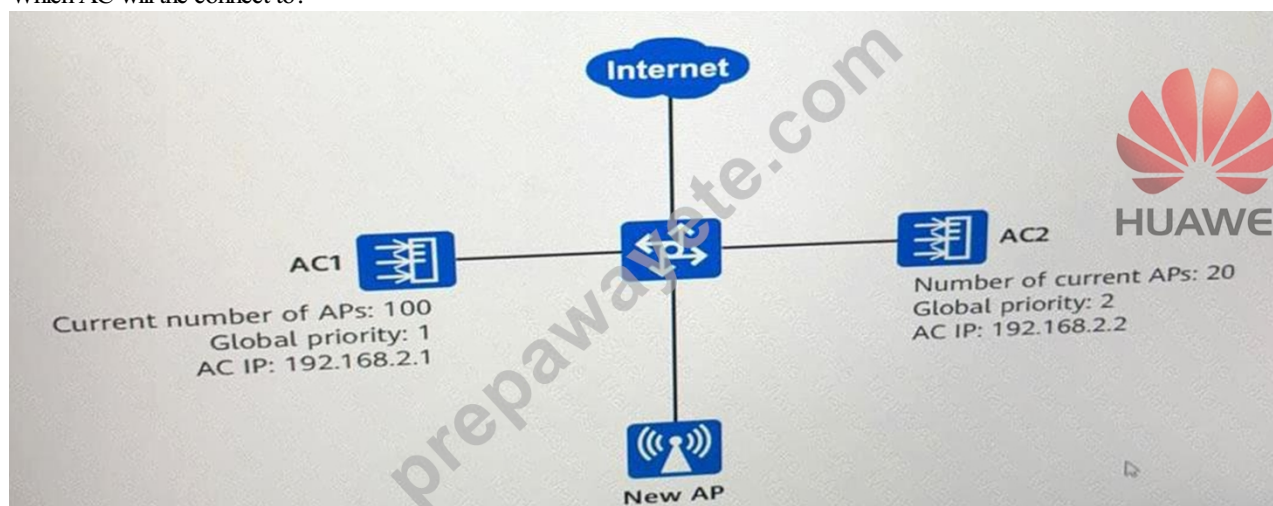 Which AC will the connect to?
Internet
HUAWE
AC1
AC2
Current number of APs: 100
Global priority: 1
AC IP: 192.168.2.1
Number of current APs: 20
Global priority: 2
AC IP: 192.168.2.2
New AP
prepawayete.com